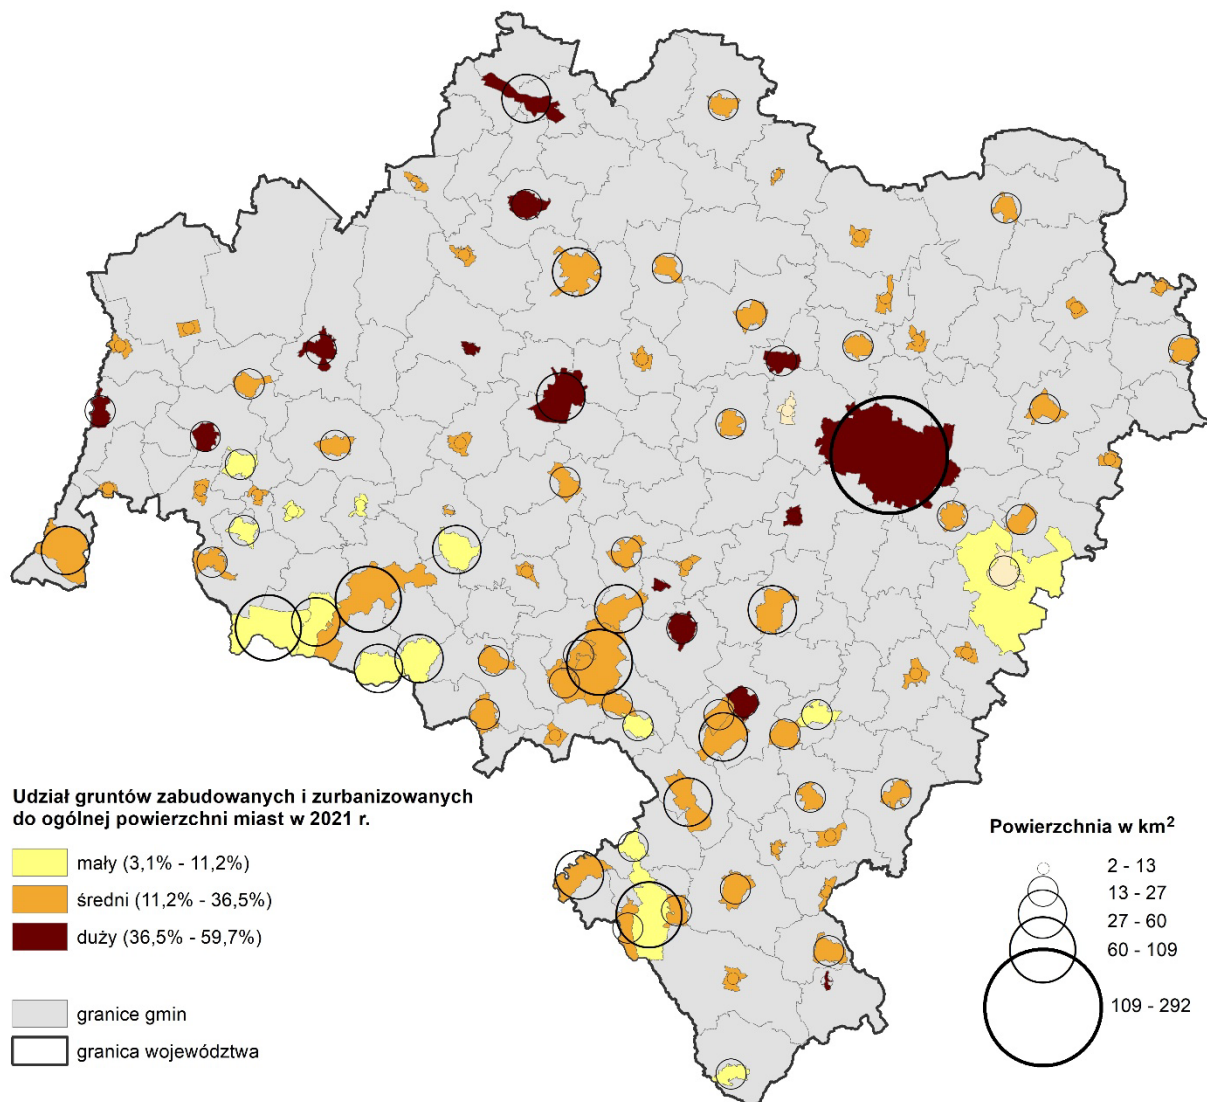 Udział gruntów zabudowanych i zurbanizowanych
do ogólnej powierzchni miast w 2021 r.
mały (3,1% - 11,2%)
średni (11,2% - 36,5%)
duży (36,5% - 59,7%)
granice gmin
granica województwa
Powierzchnia w km²
2 - 13
13 - 27
27 - 60
60 - 109
109 - 292